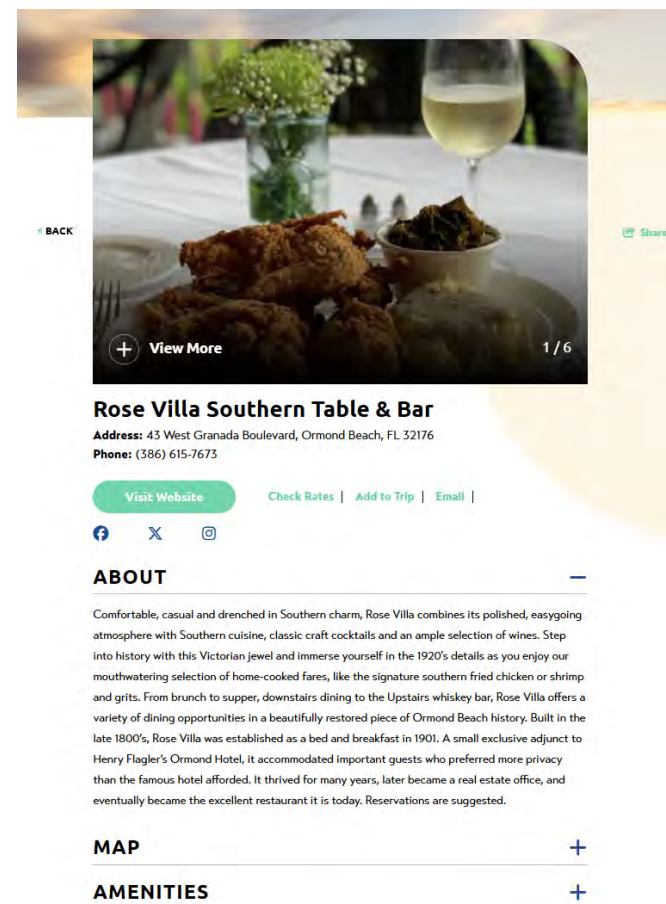 BACK
Share
View More
1 / 6
Rose Villa Southern Table & Bar
Address: 43 West Granada Boulevard, Ormond Beach, FL 32176
Phone: (386) 615-7673
Visit Website
Check Rates | Add to Trip | Email |
ABOUT
Comfortable, casual and drenched in Southern charm, Rose Villa combines its polished, easygoing
atmosphere with Southern cuisine, classic craft cocktails and an ample selection of wines. Step
into history with this Victorian jewel and immerse yourself in the 1920's details as you enjoy our
mouthwatering selection of home-cooked fares, like the signature southern fried chicken or shrimp
and grits. From brunch to supper, downstairs dining to the Upstairs whiskey bar, Rose Villa offers a
variety of dining opportunities in a beautifully restored piece of Ormond Beach history. Built in the
late 1800's, Rose Villa was established as a bed and breakfast in 1901. A small exclusive adjunct to
Henry Flagler's Ormond Hotel, it accommodated important guests who preferred more privacy
than the famous hotel afforded. It thrived for many years, later became a real estate office, and
eventually became the excellent restaurant it is today. Reservations are suggested.
MAP
AMENITIES